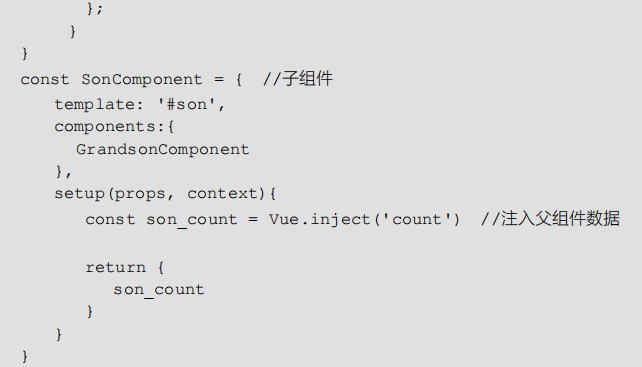 };
}
}
const SonComponent = {  //子组件
template: '#son',
components:{
GrandsonComponent
},
setup(props, context){
const son_count = Vue.inject('count')  //注入父组件数据
return {
son_count
}
}
}